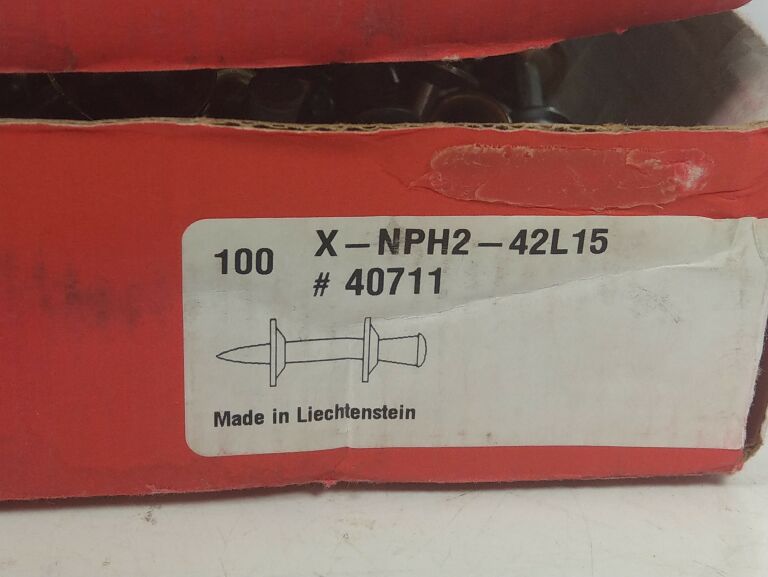 100 X-NPH2-42L15
# 40711
Made in Liechtenstein